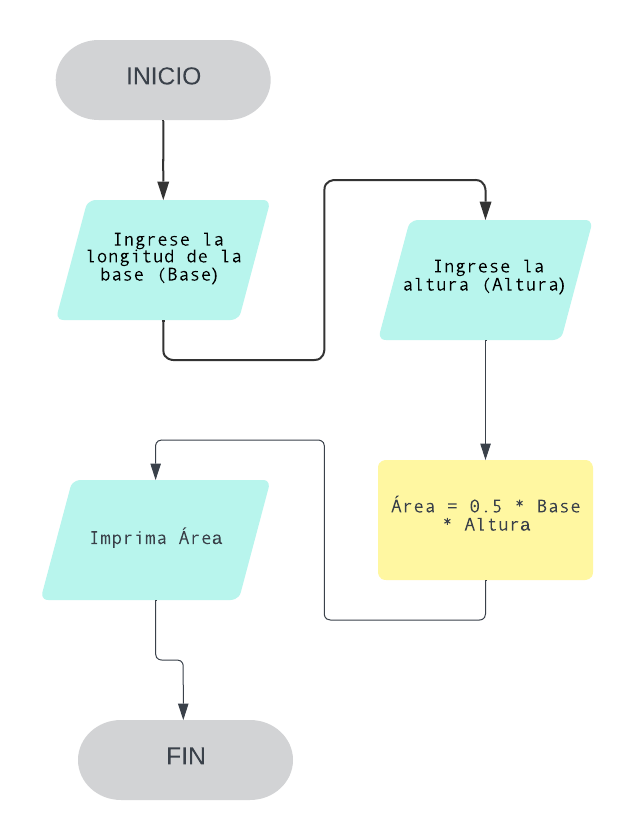 INICIO
Ingrese la
longitud de la
base (Base)
Ingrese la
altura (Altura)
Área = 0.5 * Base
* Altura
Imprima Área
FIN